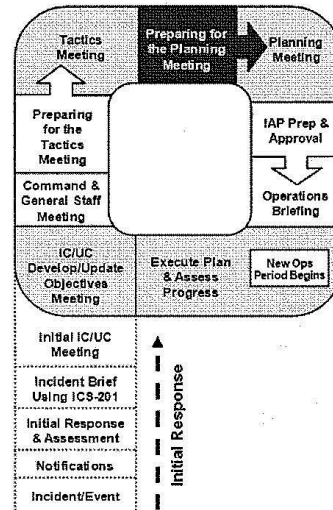 Tactics
Meeting
Preparing for
the Planning
Meeting
Planning
Meeting
Preparing
for the
Tactics
Meeting
IAP Prep &
Approval
Command &
General Staff
Meeting
Operations
Briefing
IC/UC
Develop/Update
Objectives
Meeting
Execute Plan
& Assess
Progress
New Ops
Period Begins
Initial IC/UC
Meeting
Incident Brief
Using ICS-201
Initial Response
& Assessment
Notifications
Incident/Event
Initial Response